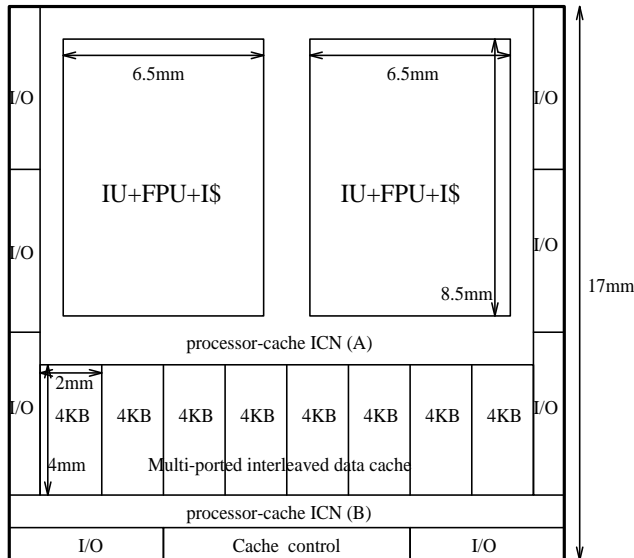 6.5mm 6.5mm
I/O I/O
IU+FPU+I$ IU+FPU+I$
I/O I/O
17mm
8.5mm
processor-cache ICN (A)
2mm
I/O 4KB 4KB 4KB 4KB 4KB 4KB 4KB 4KB I/O
4mm Multi-ported interleaved data cache
processor-cache ICN (B)
I/O Cache control I/O